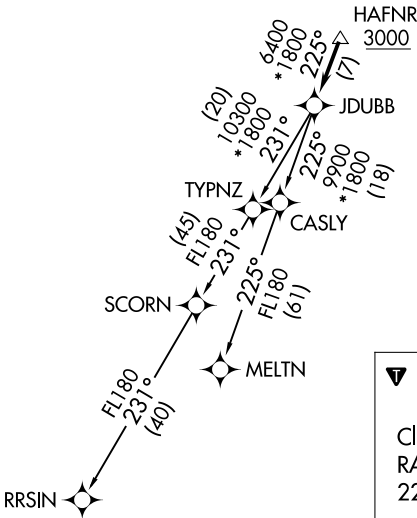 HAFNR
3000
6400
*1800
225°
(7)
JDUBB
(20)
10300
*1800
231°
225°
9900
*1800
(18)
TYPNZ
CASLY
(45)
FL180
231°
225°
FL180
(61)
SCORN
MELTN
FL180
231°
(40)
RRSIN
T
Cl
RA
22